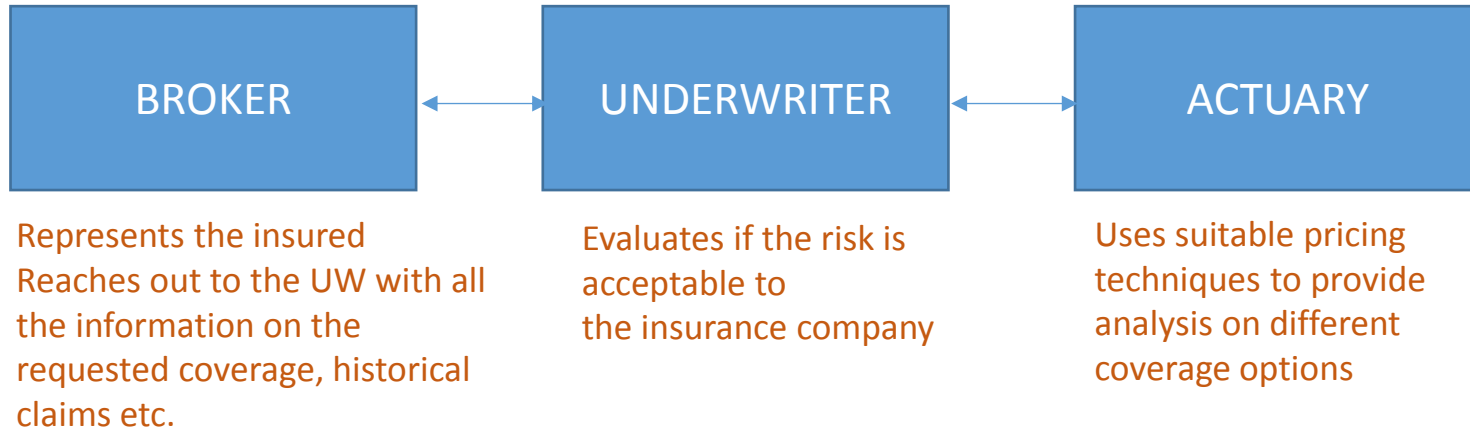 BROKER
UNDERWRITER
ACTUARY
Represents the insured
Reaches out to the UW with all
the information on the
requested coverage, historical
claims etc.
Evaluates if the risk is
acceptable to
the insurance company
Uses suitable pricing
techniques to provide
analysis on different
coverage options